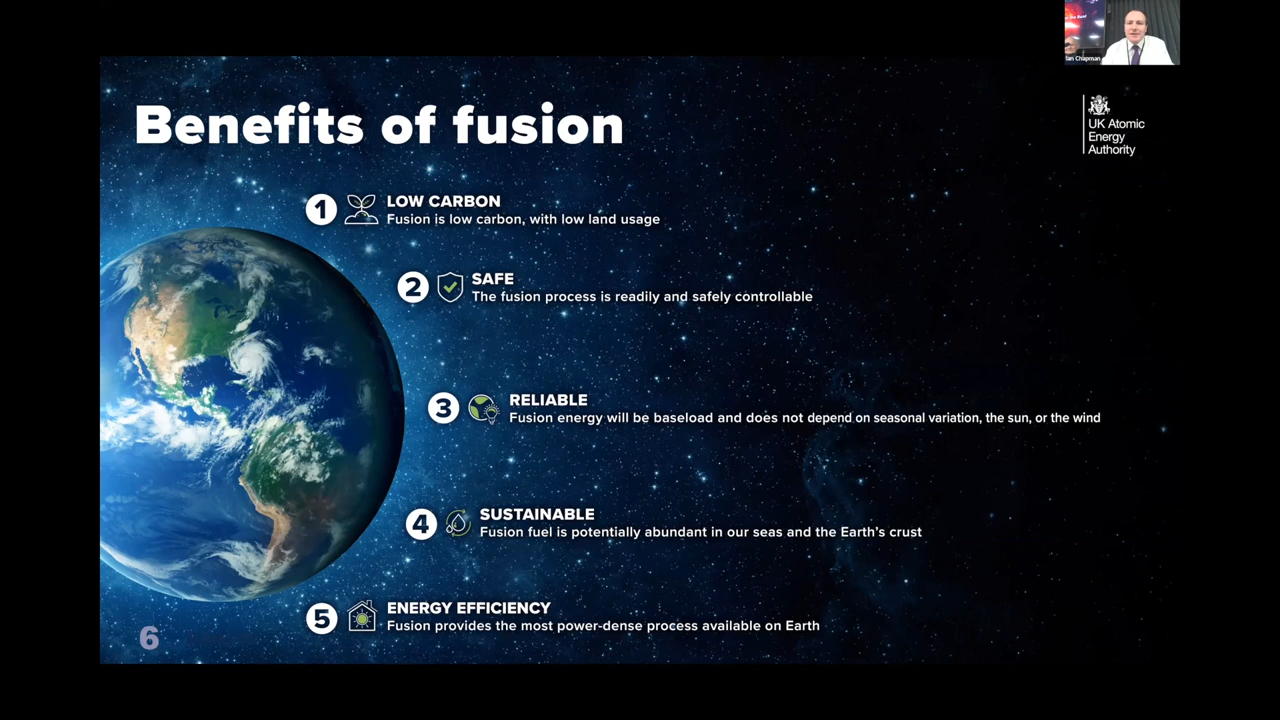 Ian Chapman
Benefits of fusion
UK Atomic
Energy
Authority
1
LOW CARBON
Fusion is low carbon, with low land usage
2
SAFE
The fusion process is readily and safely controllable
3
RELIABLE
Fusion energy will be baseload and does not depend on seasonal variation, the sun, or the wind
4
SUSTAINABLE
Fusion fuel is potentially abundant in our seas and the Earth's crust
5
ENERGY EFFICIENCY
Fusion provides the most power-dense process available on Earth
6